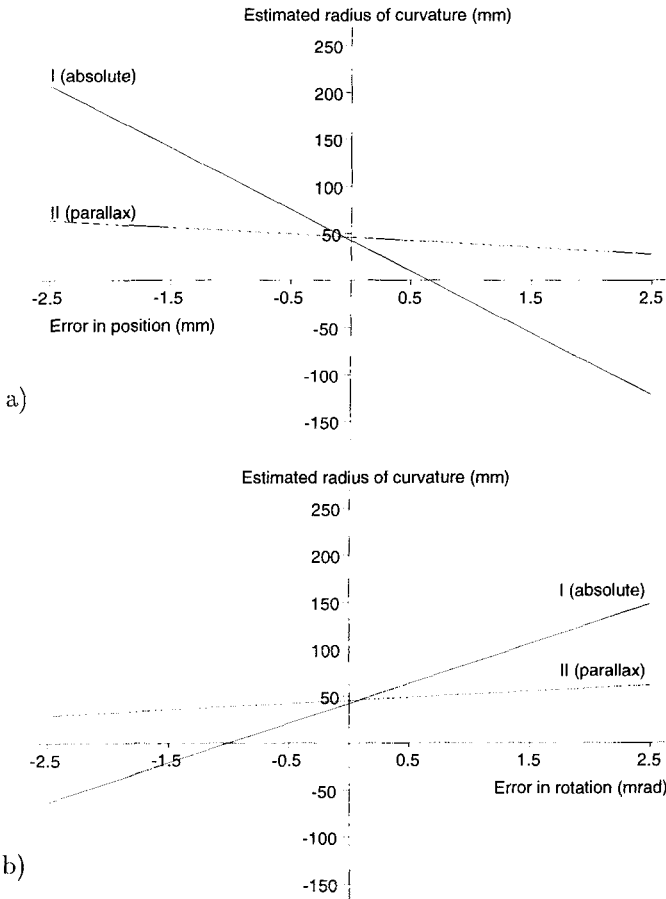 Estimated radius of curvature (mm)
250
I (absolute)
200
150
100
II (parallax)
50
-2.5 -1.5 -0.5 0.5 1.5 2.5
Error in position (mm)
-50
-100
a)
-150
Estimated radius of curvature (mm)
250
200
I (absolute)
150
100
II (parallax)
50
-2.5 -1.5 -0.5 0.5 1.5 2.5
Error in rotation (mrad)
-50
-100
b)
-150